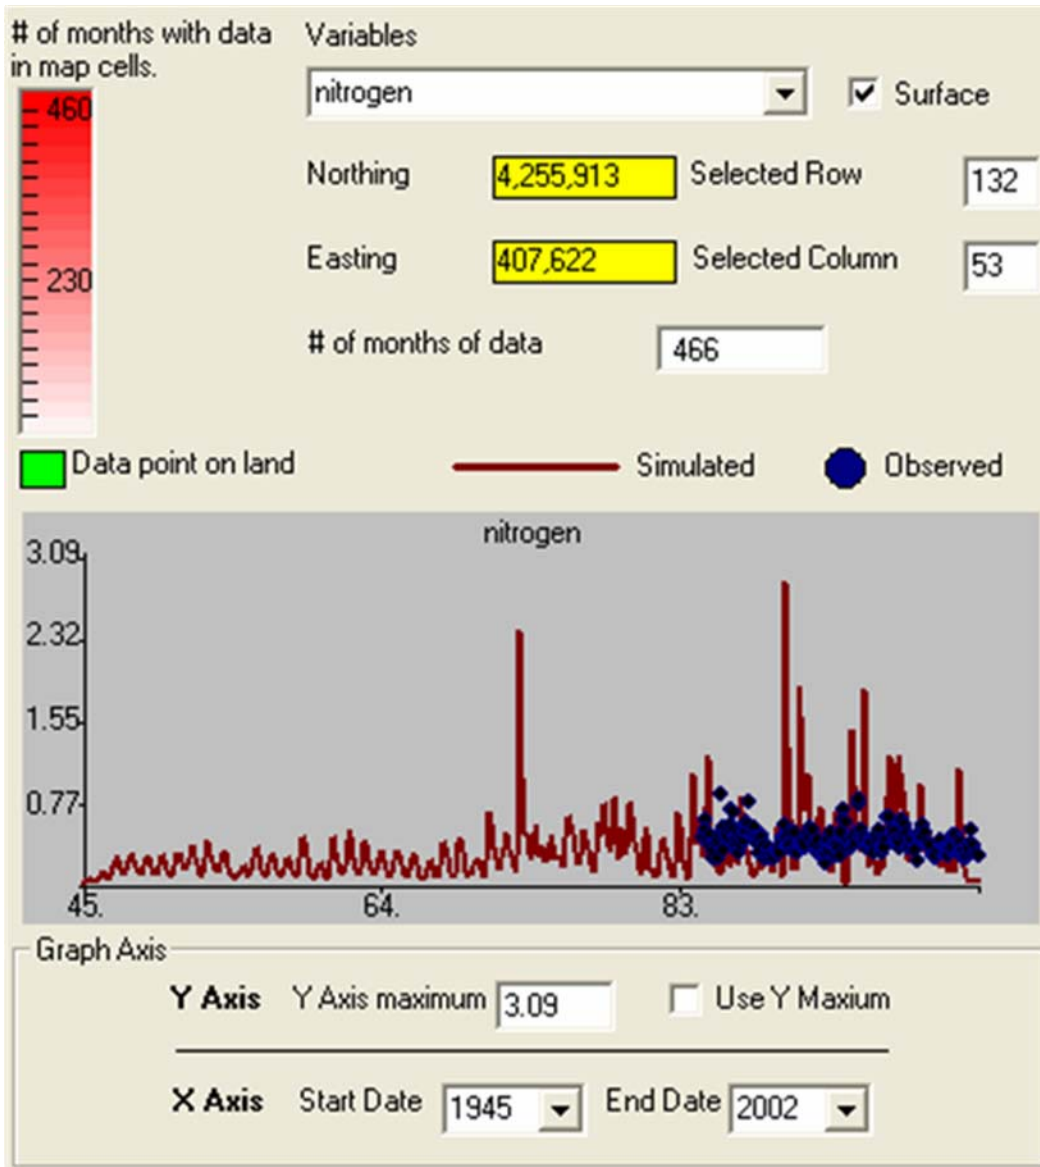 # of months with data
in map cells.
Variables
460
230
nitrogen
Surface
Northing
4,255,913
Selected Row
132
Easting
407,622
Selected Column
53
# of months of data
466
Data point on land
Simulated
Observed
nitrogen
3.09
2.32
1.55
0.77
45.
64.
83.
Graph Axis
Y Axis
Y Axis maximum
3.09
Use Y Maxium
X Axis
Start Date
1945
End Date
2002